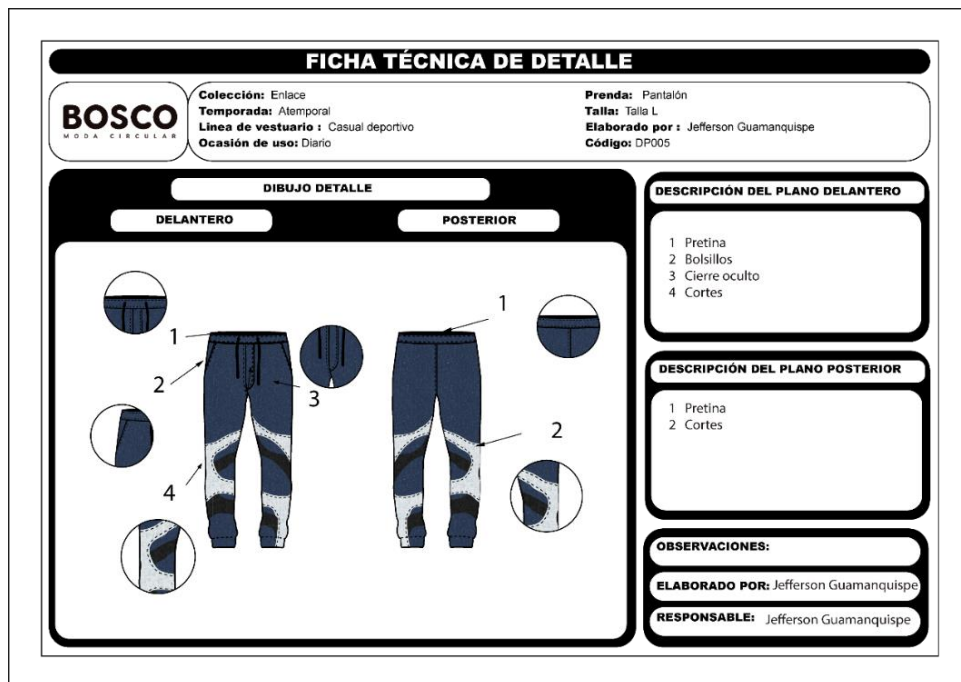 FICHA TÉCNICA DE DETALLE
BOSCO
MODA CIRCULAR
Colección: Enlace
Temporada: Atemporal
Linea de vestuario : Casual deportivo
Ocasión de uso: Diario
Prenda: Pantalón
Talla: Talla L
Elaborado por : Jefferson Guamanquispe
Código: DP005
DIBUJO DETALLE
DELANTERO
POSTERIOR
1
2
3
4
1
2
DESCRIPCIÓN DEL PLANO DELANTERO
1 Pretina
2 Bolsillos
3 Cierre oculto
4 Cortes
DESCRIPCIÓN DEL PLANO POSTERIOR
1 Pretina
2 Cortes
OBSERVACIONES:
ELABORADO POR: Jefferson Guamanquispe
RESPONSABLE: Jefferson Guamanquispe